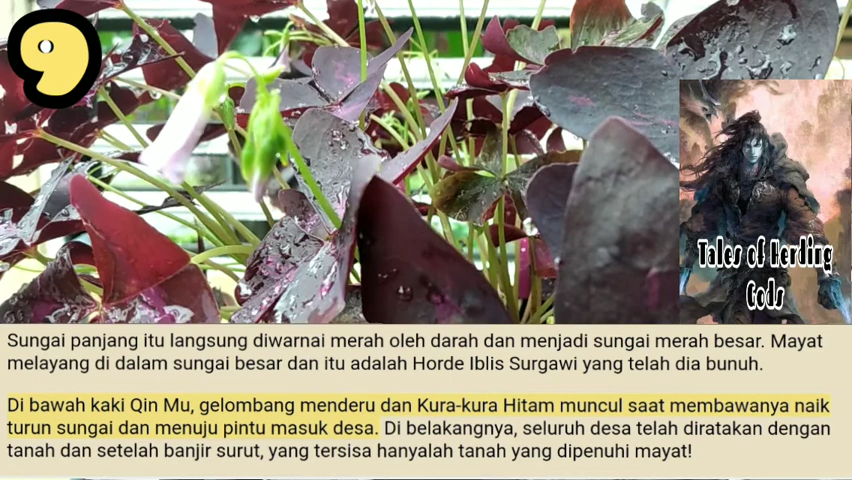 Tales of Herding
Gods
Sungai panjang itu langsung diwarnai merah oleh darah dan menjadi sungai merah besar. Mayat
melayang di dalam sungai besar dan itu adalah Horde Iblis Surgawi yang telah dia bunuh.
Di bawah kaki Qin Mu, gelombang menderu dan Kura-kura Hitam muncul saat membawanya naik
turun sungai dan menuju pintu masuk desa. Di belakangnya, seluruh desa telah diratakan dengan
tanah dan setelah banjir surut, yang tersisa hanyalah tanah yang dipenuhi mayat!